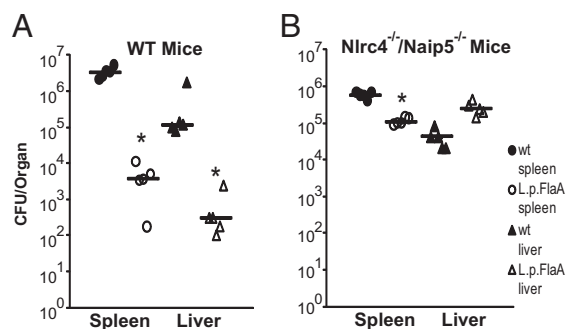 A
WT Mice
CFU/Organ
10^7
10^6
10^5
10^4
10^3
10^2
10^1
10^0
*
*
Spleen Liver
B
Nlrc4^-/-/Naip5^-/- Mice
10^7
10^6
10^5
10^4
10^3
10^2
10^1
10^0
*
Spleen Liver
wt
spleen
L.p.FlaA
spleen
wt
liver
L.p.FlaA
liver